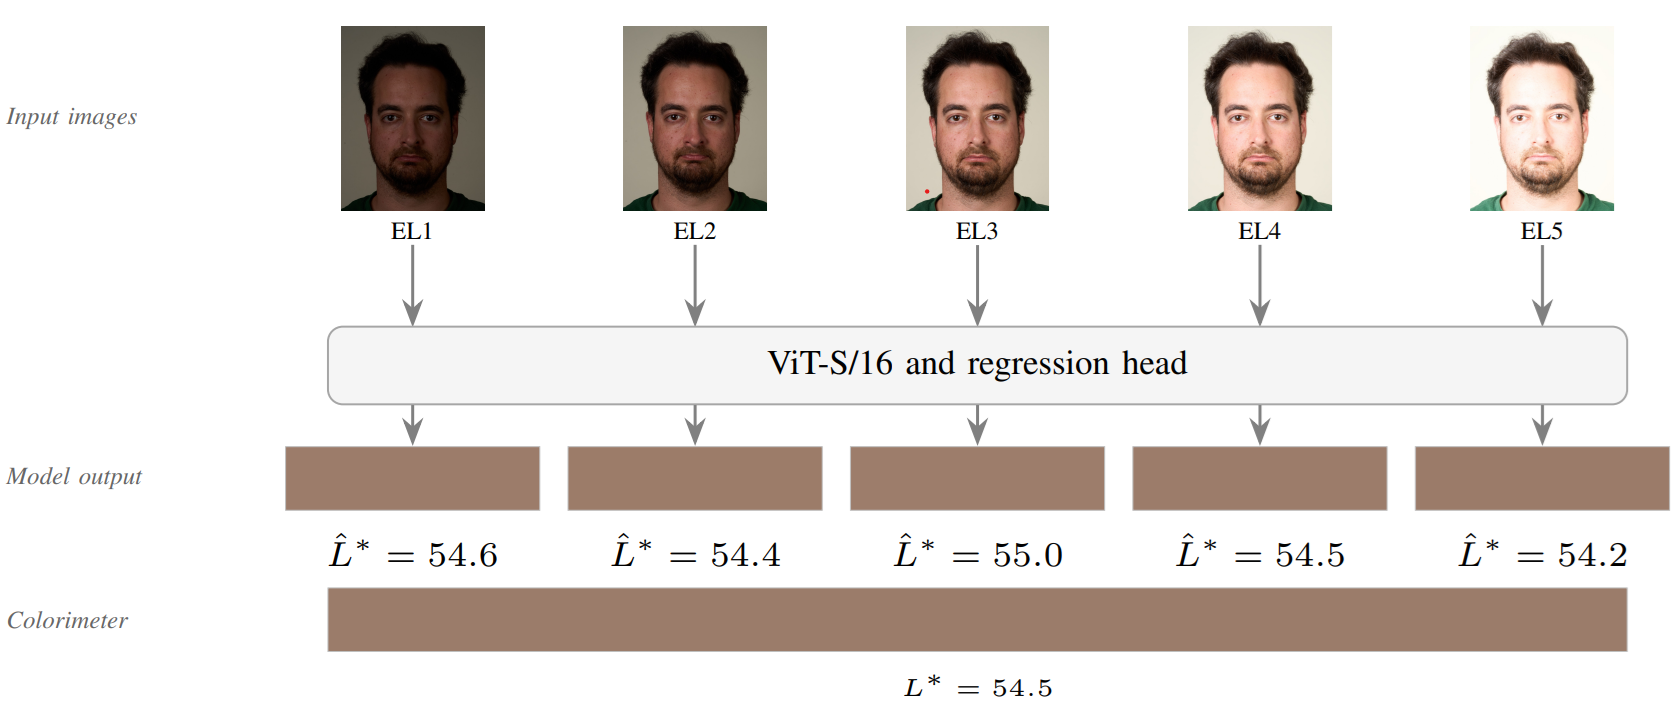 Input images
EL1 EL2 EL3 EL4 EL5
ViT-S/16 and regression head
Model output
L̂* = 54.6 L̂* = 54.4 L̂* = 55.0 L̂* = 54.5 L̂* = 54.2
Colorimeter
L* = 54.5